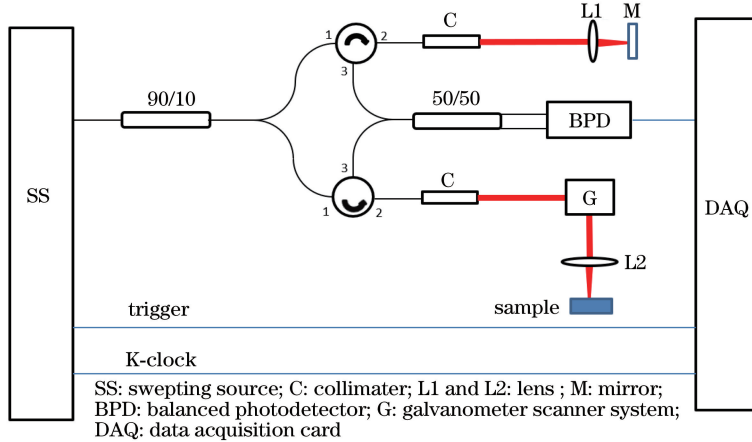 C
L1
M
1
2
3
90/10
50/50
BPD
SS
DAQ
3
1
2
C
G
L2
sample
trigger
K-clock
SS: swepting source; C: collimater; L1 and L2: lens ; M: mirror;
BPD: balanced photodetector; G: galvanometer scanner system;
DAQ: data acquisition card